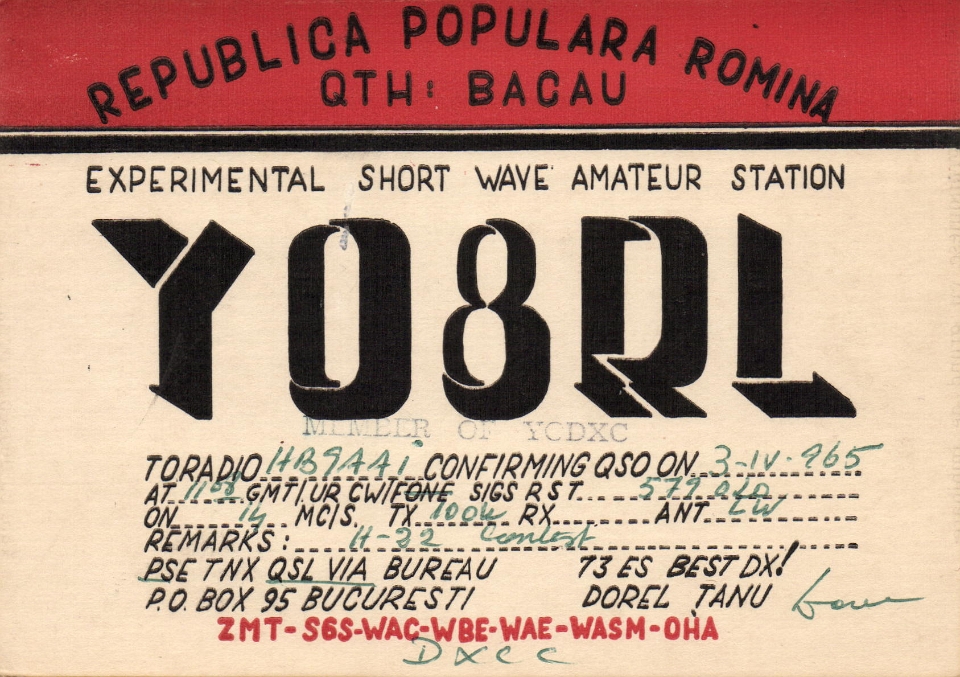 REPUBLICA POPULARA ROMINA
QTH: BACAU
EXPERIMENTAL SHORT WAVE AMATEUR STATION
YO8RL
MEMBER OF YODXC
TO RADIO HB9AAi CONFIRMING QSO ON 3-IV-965
AT 1108 GMT I.UR CW/FONE SIGS RST 579 010
ON 14 MC/S TX 100W RX ANT. LW
REMARKS: H-22 Contest
PSE TNX QSL VIA BUREAU 73 ES BEST DX!
P.O. BOX 95 BUCURESTI DOREL TANU
ZMT-S6S-WAC-WBE-WAE-WASM-OHA
DXCC